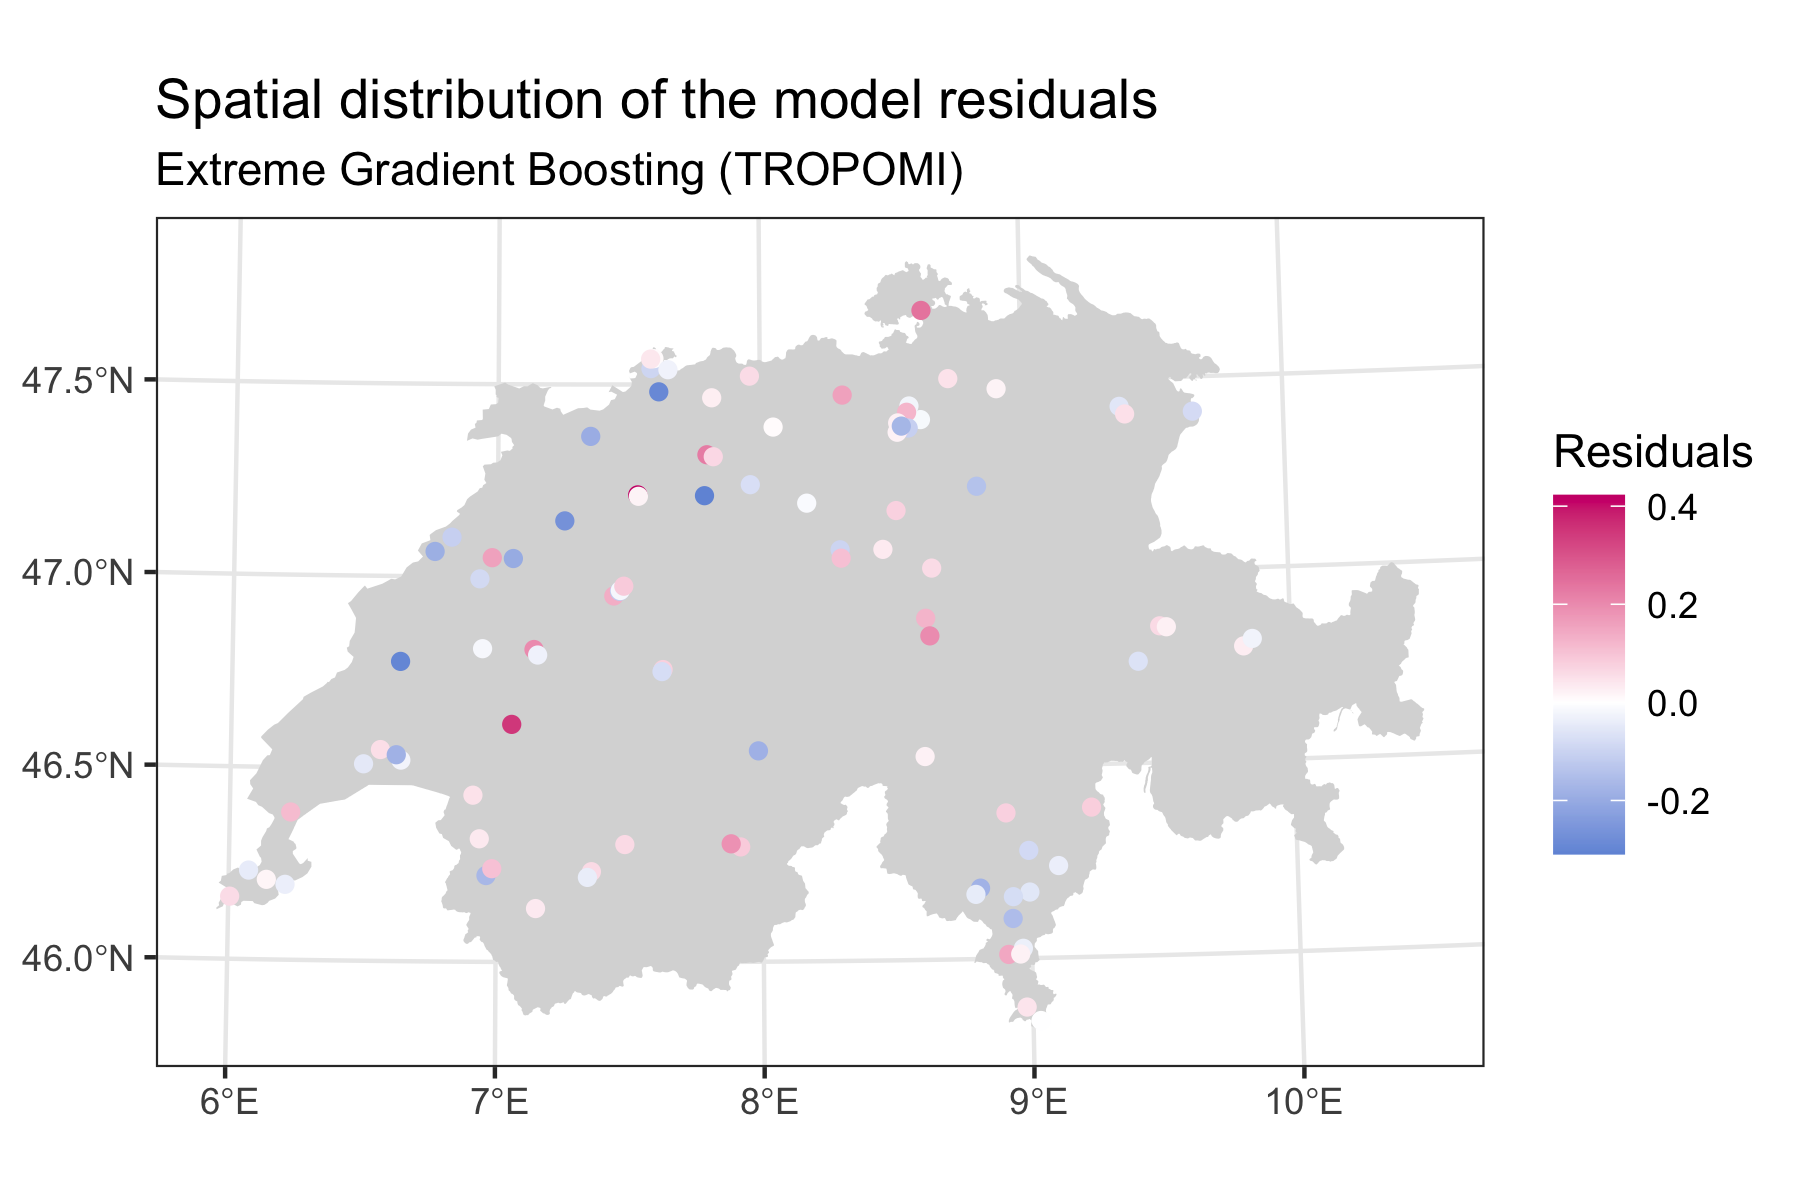 Spatial distribution of the model residuals
Extreme Gradient Boosting (TROPOMI)
47.5°N
47.0°N
46.5°N
46.0°N
6°E
7°E
8°E
9°E
10°E
Residuals
0.4
0.2
0.0
-0.2